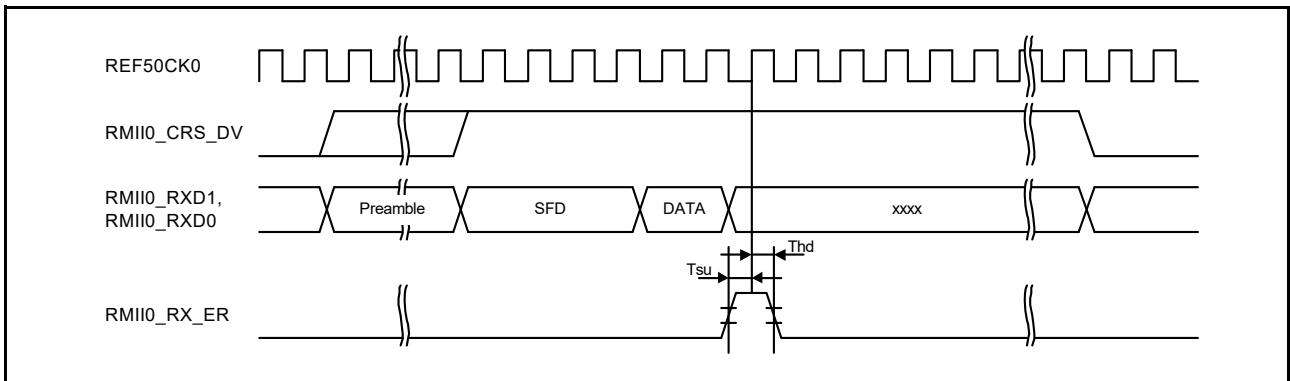 REF50CK0
RMII0_CRS_DV
RMII0_RXD1,
RMII0_RXD0
Preamble
SFD
DATA
xxxx
Thd
Tsu
RMII0_RX_ER